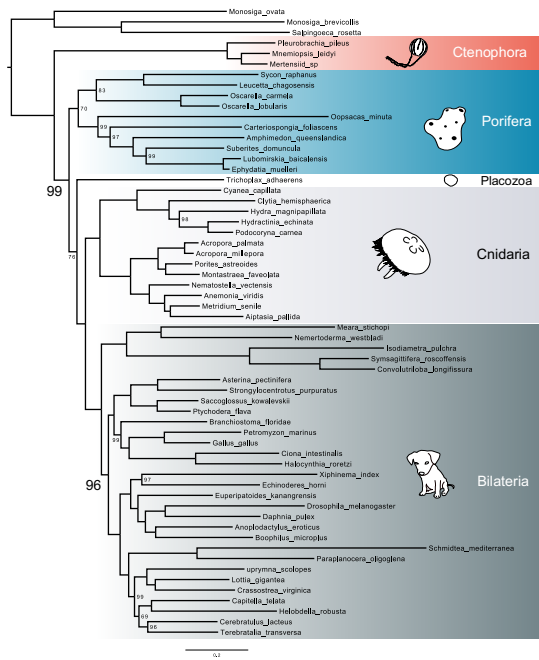 Monosiga_ovata
Monosiga_brevicollis
Salpingoeca_rosetta
Pleurobrachia_pileus
Mnemiopsis_leidyi
Mertensiid_sp
Ctenophora
Sycon_raphanus
83
Leucetta_chagosensis
Oscarella_carmela
70
Oscarella_lobularis
Oopsacas_minuta
99
Carteriospongia_foliascens
Porifera
97
Amphimedon_queenslandica
Suberites_domuncula
99
Lubomirskia_baicalensis
Ephydatia_muelleri
99
Trichoplax_adhaerens
Placozoa
Cyanea_capillata
Clytia_hemisphaerica
Hydra_magnipapillata
98
Hydractinia_echinata
Podocoryna_carnea
Acropora_palmata
76
Acropora_millepora
Cnidaria
Porites_astreoides
Montastraea_faveolata
Nematostella_vectensis
Anemonia_viridis
Metridium_senile
Aiptasia_pallida
Meara_stichopi
Nemertoderma_westbladi
Isodiametra_pulchra
Symsagittifera_roscoffensis
Convolutriloba_longifissura
Asterina_pectinifera
Strongylocentrotus_purpuratus
Saccoglossus_kowalevskii
Ptychodera_flava
Branchiostoma_floridae
Petromyzon_marinus
99
Gallus_gallus
Ciona_intestinalis
Halocynthia_roretzi
96
Xiphinema_index
97
Echinoderes_horni
Bilateria
Euperipatoides_kanangrensis
Drosophila_melanogaster
Daphnia_pulex
Anoplodactylus_eroticus
Boophilus_microplus
Schmidtea_mediterranea
Paraplanocera_oligoglena
uprymna_scolopes
Lottia_gigantea
Crassostrea_virginica
99
Capitella_telata
Helobdella_robusta
69
Cerebratulus_lacteus
96
Terebratalia_transversa
0.2